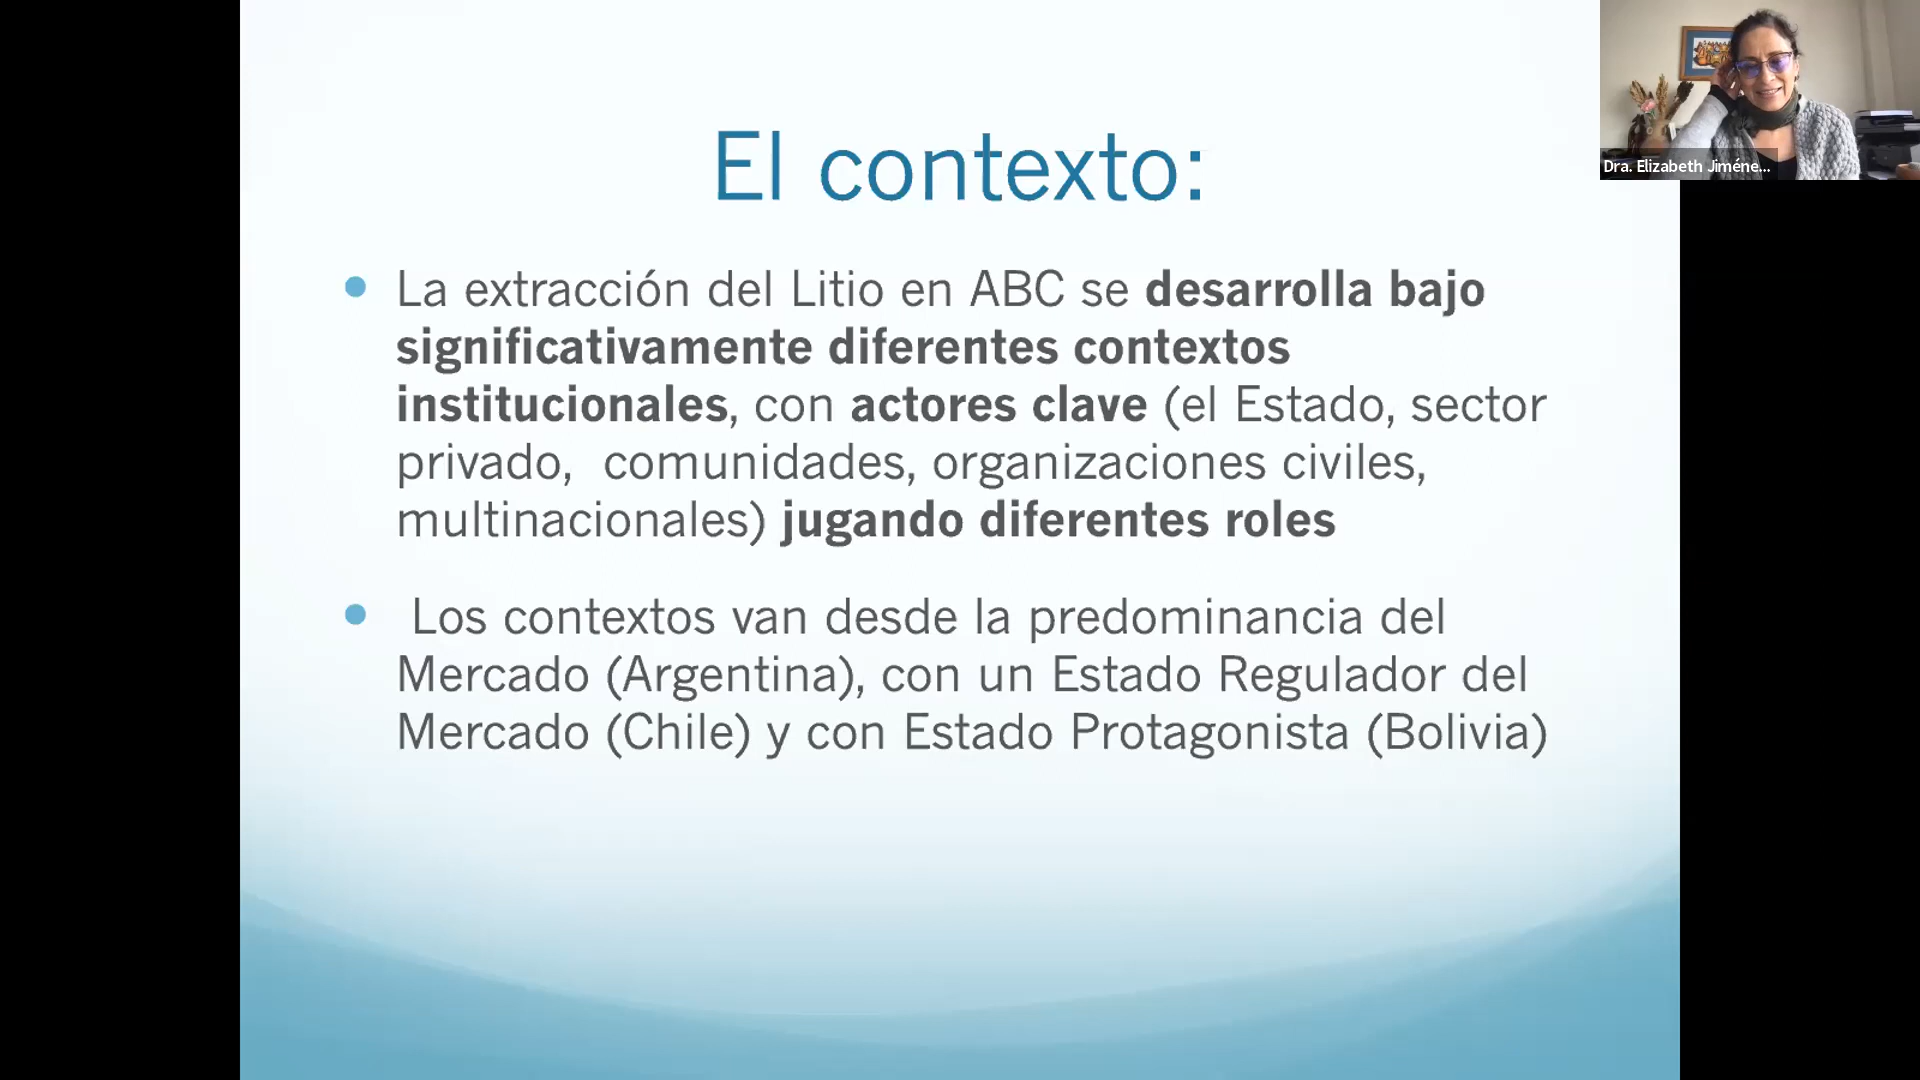 El contexto:
La extracción del Litio en ABC se desarrolla bajo
significativamente diferentes contextos
institucionales, con actores clave (el Estado, sector
privado, comunidades, organizaciones civiles,
multinacionales) jugando diferentes roles
Los contextos van desde la predominancia del
Mercado (Argentina), con un Estado Regulador del
Mercado (Chile) y con Estado Protagonista (Bolivia)
Dra. Elizabeth Jiméne...